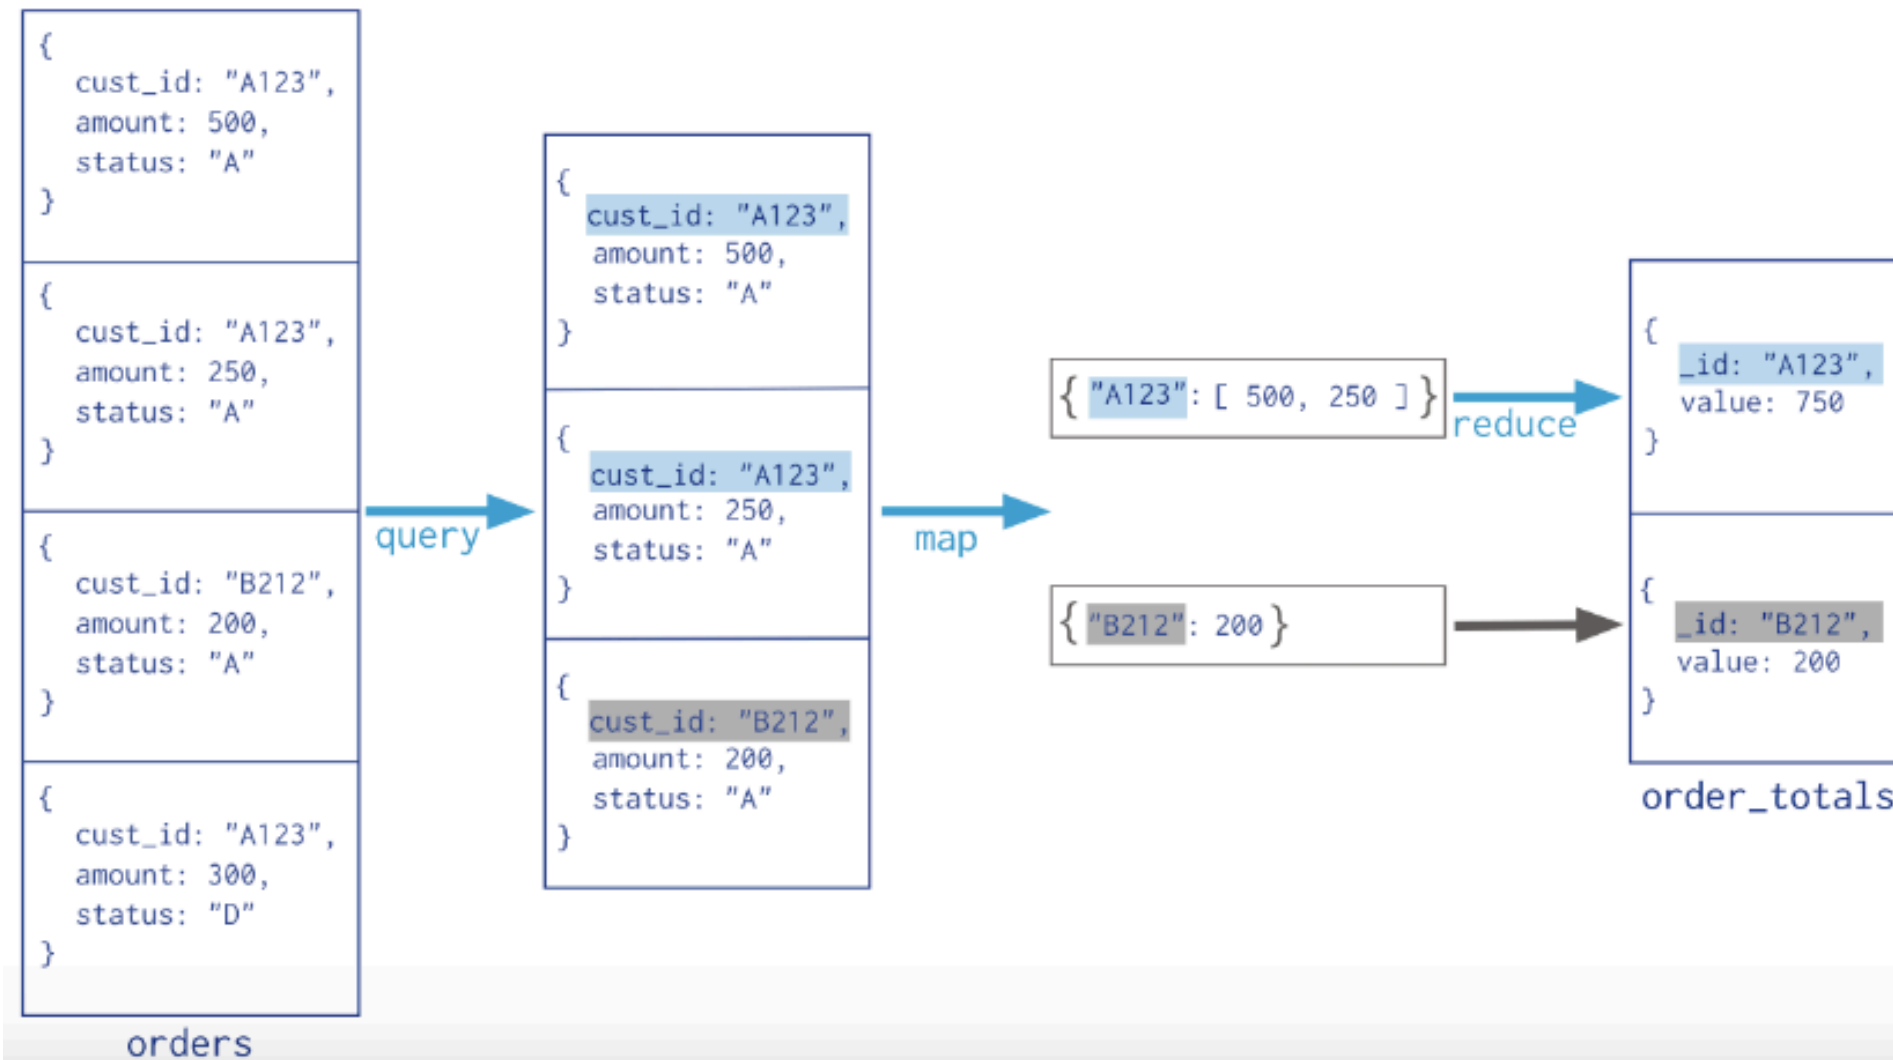 {
cust_id: "A123",
amount: 500,
status: "A"
}
{
cust_id: "A123",
amount: 250,
status: "A"
}
{
cust_id: "B212",
amount: 200,
status: "A"
}
{
cust_id: "A123",
amount: 300,
status: "D"
}
orders
query
{
cust_id: "A123",
amount: 500,
status: "A"
}
{
cust_id: "A123",
amount: 250,
status: "A"
}
{
cust_id: "B212",
amount: 200,
status: "A"
}
map
{ "A123": [ 500, 250 ] }
{ "B212": 200 }
reduce
{
_id: "A123",
value: 750
}
{
_id: "B212",
value: 200
}
order_totals